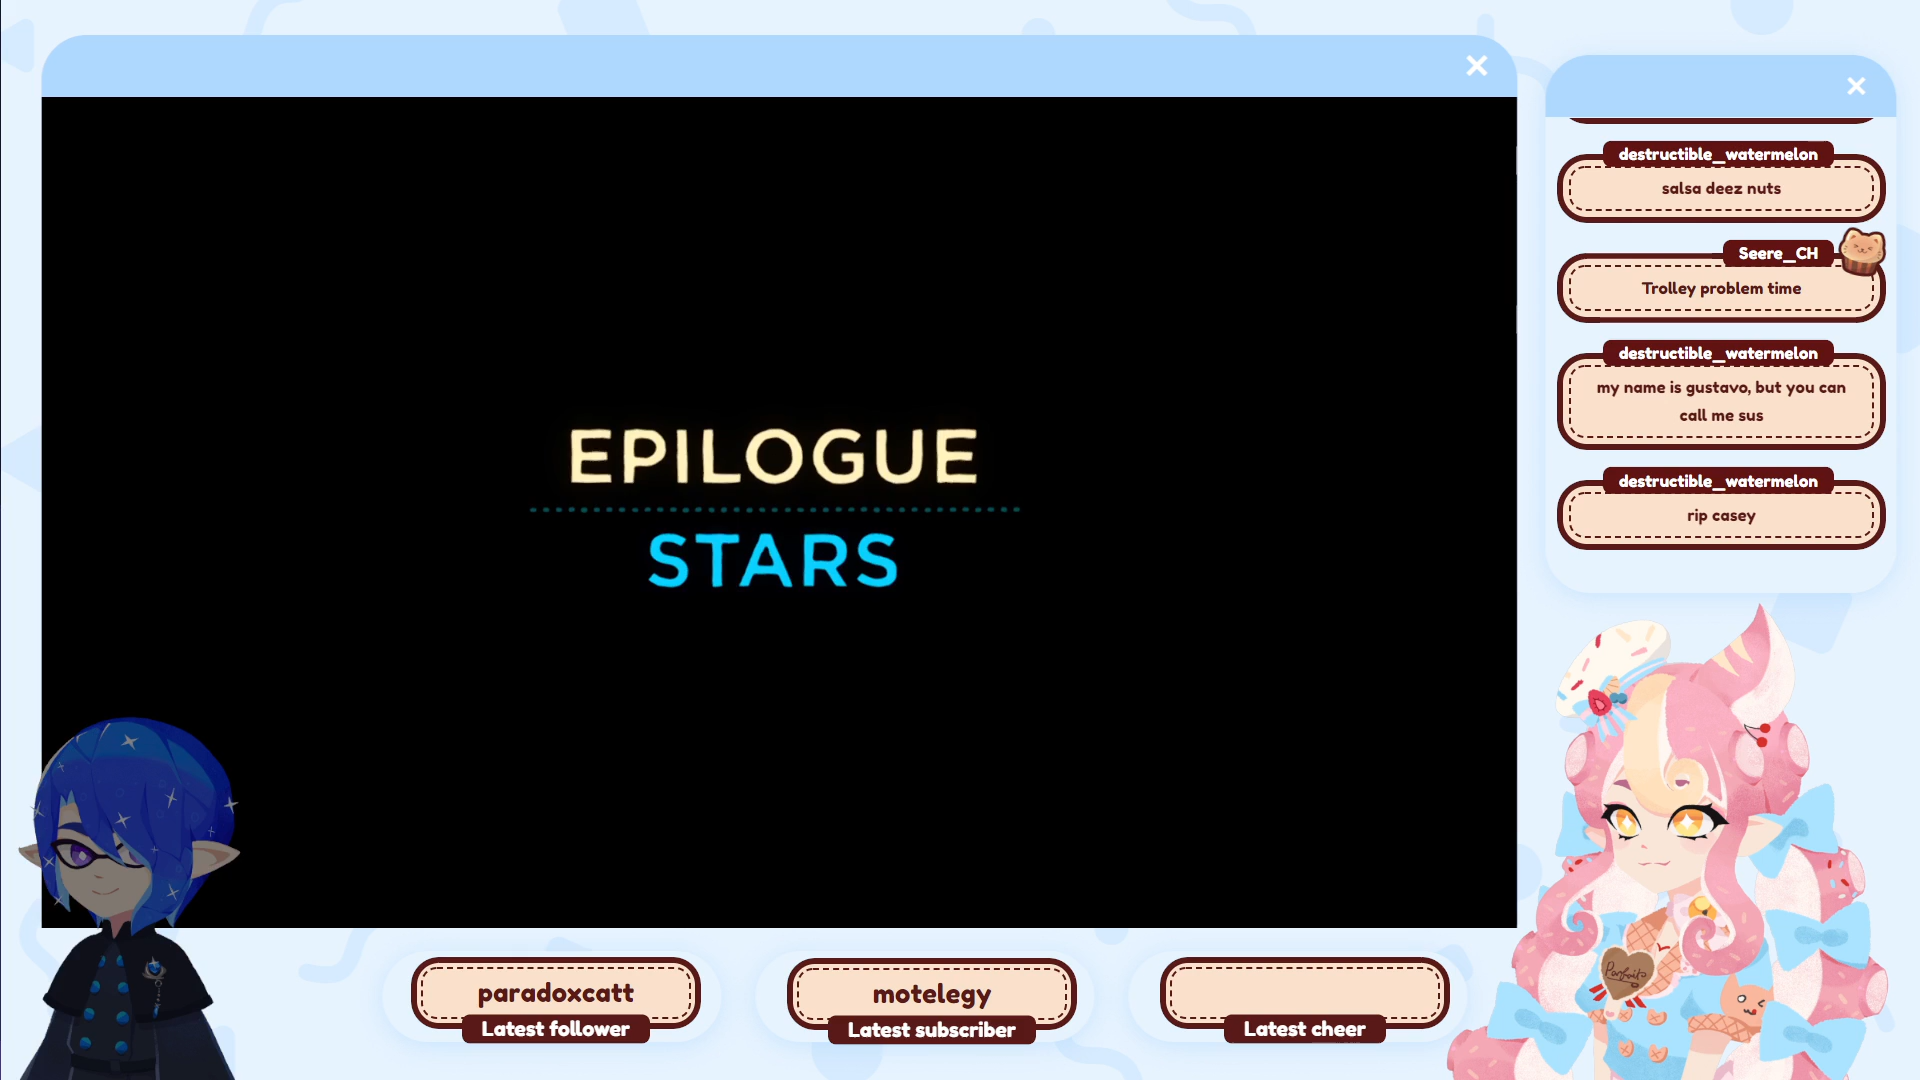 EPILOGUE
STARS
destructible_watermelon
salsa deez nuts
Seere_CH
Trolley problem time
destructible_watermelon
my name is gustavo, but you can
call me sus
destructible_watermelon
rip casey
Parfaito
paradoxcatt
Latest follower
motelegy
Latest subscriber
Latest cheer